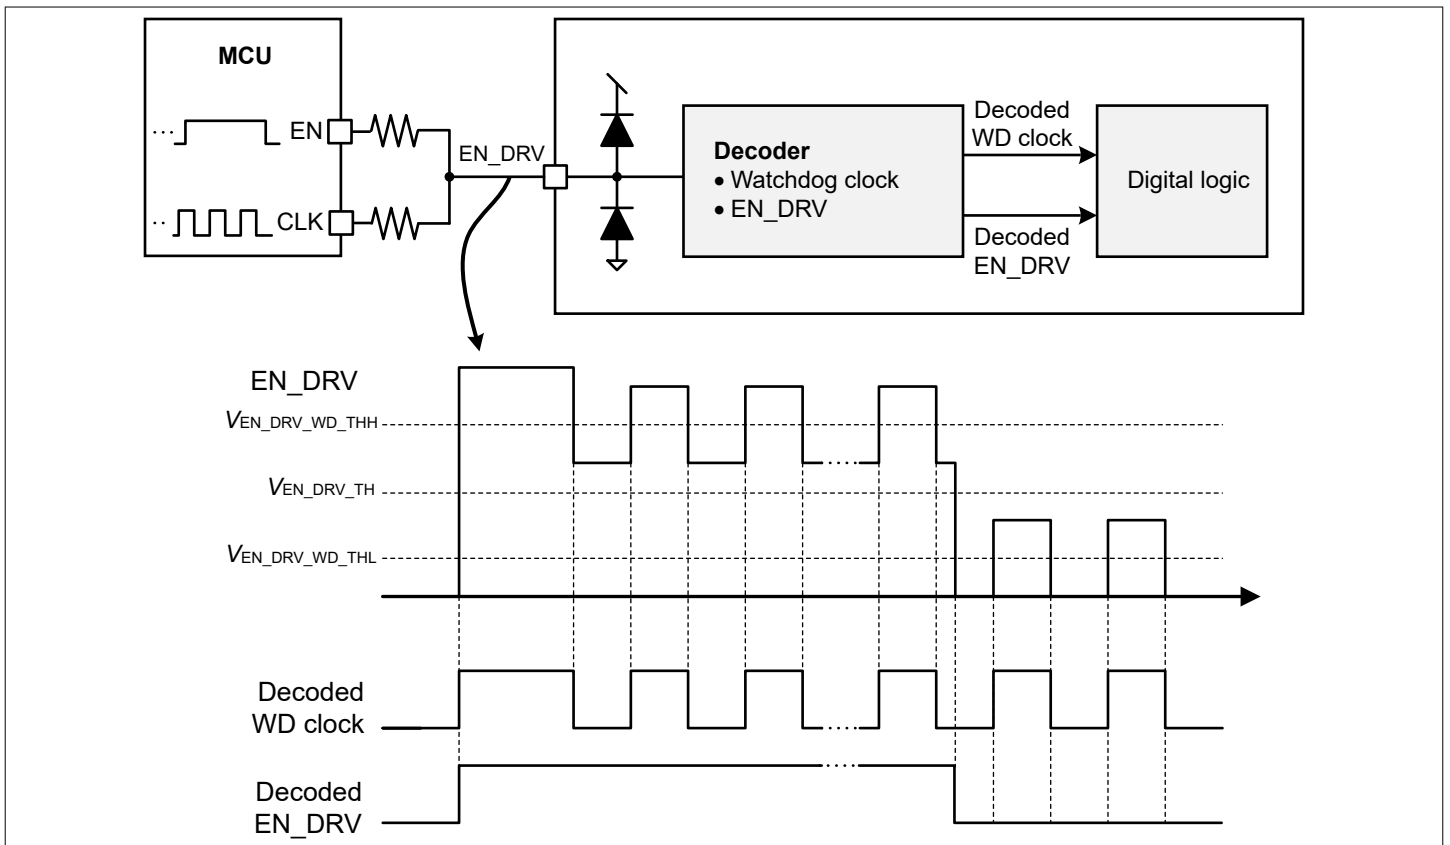 MCU
EN
CLK
EN_DRV
Decoder
• Watchdog clock
• EN_DRV
Decoded
WD clock
Decoded
EN_DRV
Digital logic
EN_DRV
VEN_DRV_WD_THH
VEN_DRV_TH
VEN_DRV_WD_THL
Decoded
WD clock
Decoded
EN_DRV